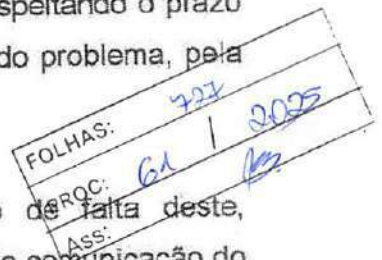 speitando o prazo
do problema, pela
FOLHAS: 727
PROC: 61 / 2025
ASS:
de falta deste,
comunicação do